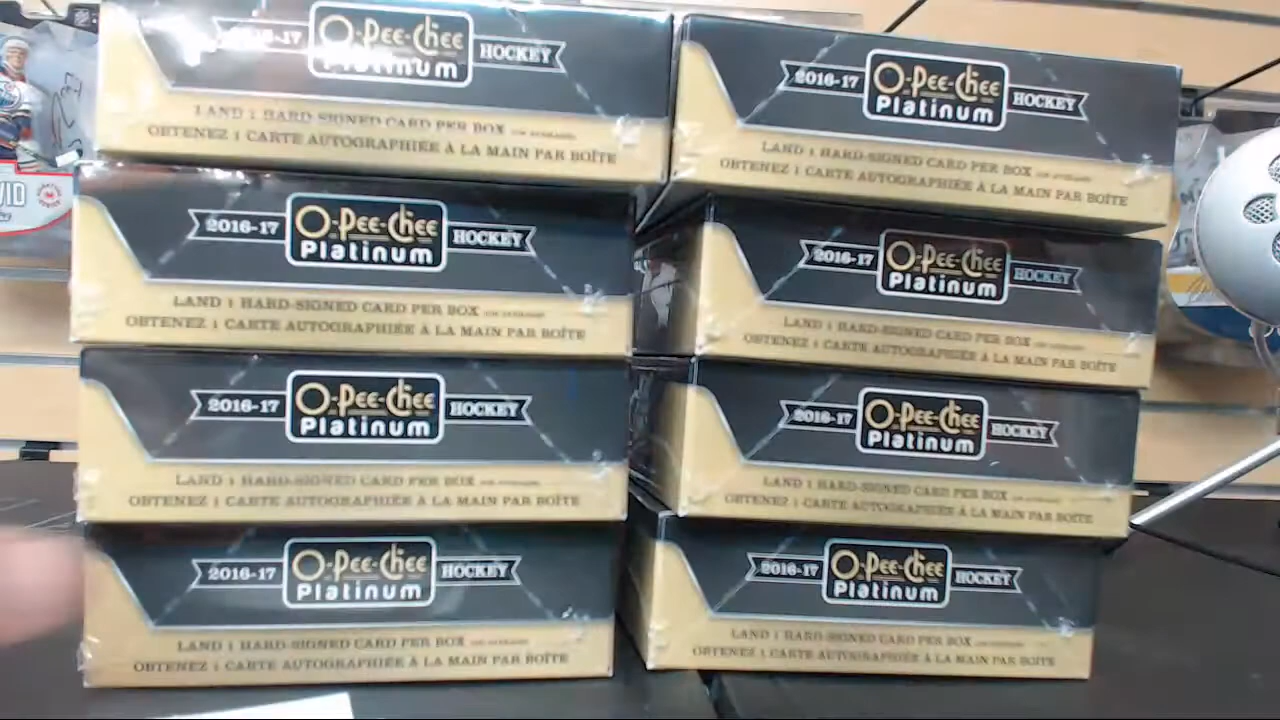 2016-17 O-Pee-Chee Platinum HOCKEY
LAND 1 HARD SIGNED CARD PER BOX
OBTENEZ 1 CARTE AUTOGRAPHIÉE À LA MAIN PAR BOÎTE
2016-17 O-Pee-Chee Platinum HOCKEY
LAND 1 HARD-SIGNED CARD PER BOX
OBTENEZ 1 CARTE AUTOGRAPHIÉE À LA MAIN PAR BOÎTE
2016-17 O-Pee-Chee Platinum HOCKEY
LAND 1 HARD-SIGNED CARD PER BOX
OBTENEZ 1 CARTE AUTOGRAPHIÉE À LA MAIN PAR BOÎTE
2016-17 O-Pee-Chee Platinum HOCKEY
LAND 1 HARD-SIGNED CARD PER BOX
OBTENEZ 1 CARTE AUTOGRAPHIÉE À LA MAIN PAR BOÎTE
2016-17 O-Pee-Chee Platinum HOCKEY
LAND 1 HARD-SIGNED CARD PER BOX
OBTENEZ 1 CARTE AUTOGRAPHIÉE À LA MAIN PAR BOÎTE
2016-17 O-Pee-Chee Platinum HOCKEY
LAND 1 HARD-SIGNED CARD PER BOX
OBTENEZ 1 CARTE AUTOGRAPHIÉE À LA MAIN PAR BOÎTE
2016-17 O-Pee-Chee Platinum HOCKEY
LAND 1 HARD-SIGNED CARD PER BOX
OBTENEZ 1 CARTE AUTOGRAPHIÉE À LA MAIN PAR BOÎTE
2016-17 O-Pee-Chee Platinum HOCKEY
LAND 1 HARD-SIGNED CARD PER BOX
OBTENEZ 1 CARTE AUTOGRAPHIÉE À LA MAIN PAR BOÎTE